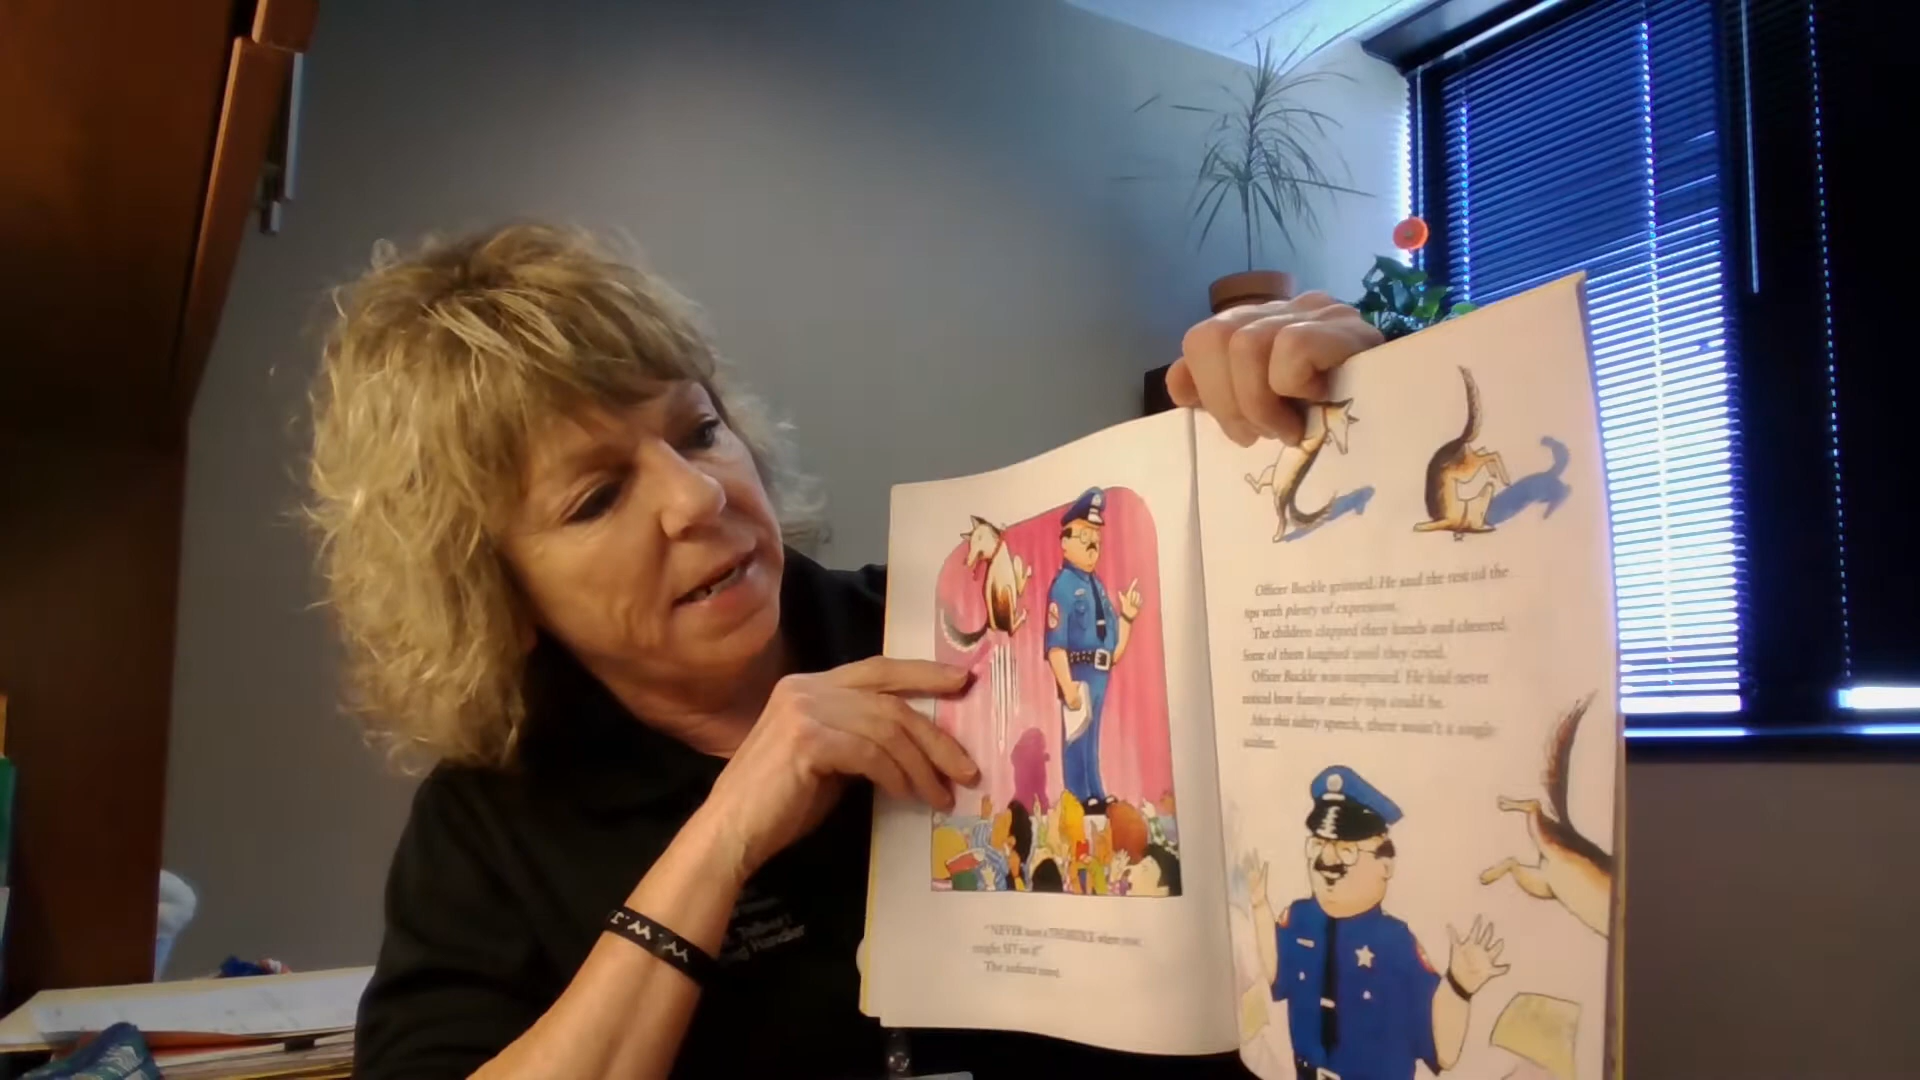 "NEVER leave a THUMBTACK where you
might SIT on it!"
The audience roared.
Officer Buckle grinned. He said the rest of the
tips with plenty of expression.
The children clapped their hands and cheered.
Some of them laughed until they cried.
Officer Buckle was surprised. He had never
noticed how funny safety tips could be.
After this safety speech, there wasn't a single
accident.
Handler